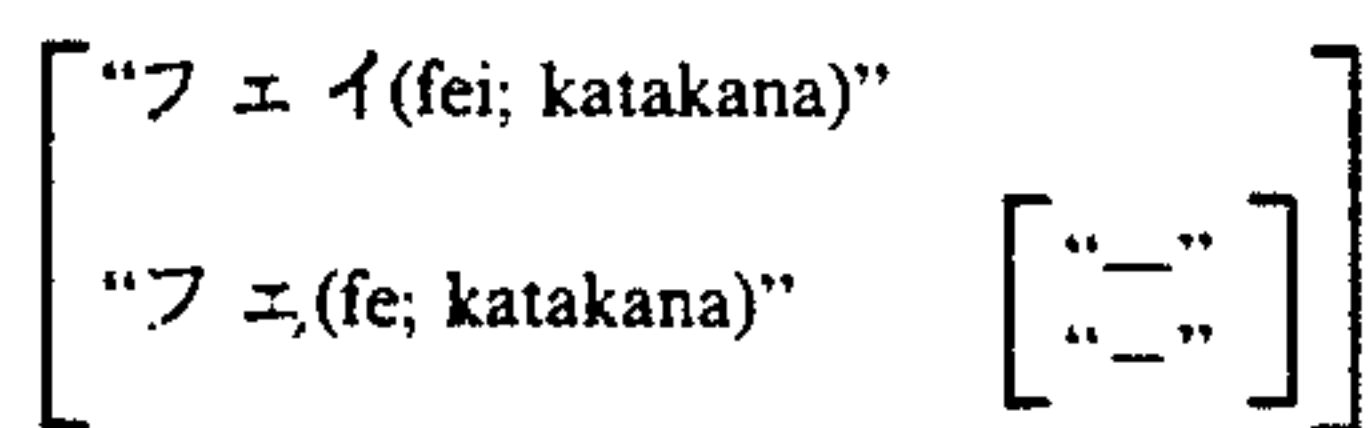 “フェイ(fei; katakana)”
“—”
“フェ(fe; katakana)”
“–”